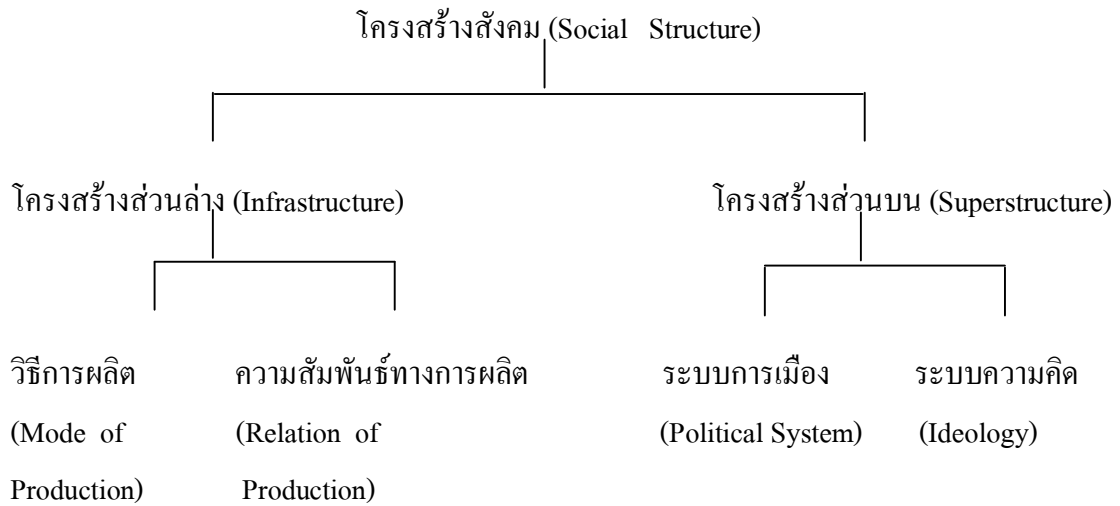 โครงสร้างสังคม (Social Structure)
โครงสร้างส่วนล่าง (Infrastructure) โครงสร้างส่วนบน (Superstructure)
วิธีการผลิต ความสัมพันธ์ทางการผลิต ระบบการเมือง ระบบความคิด
(Mode of (Relation of (Political System) (Ideology)
Production) Production)